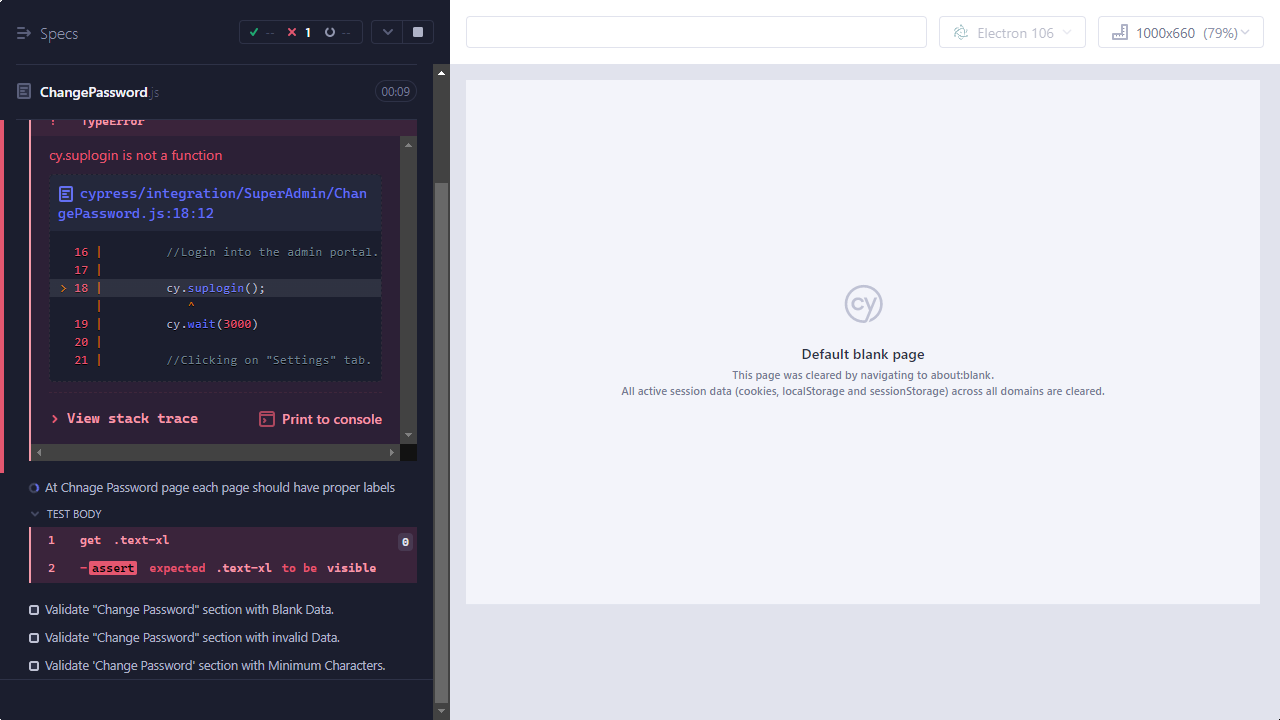 Specs
-- 1 --
ChangePassword.js
00:09
! TypeError
cy.suplogin is not a function
cypress/integration/SuperAdmin/Chan
gePassword.js:18:12
16 | //Login into the admin portal.
17 |
> 18 | cy.suplogin();
| ^
19 | cy.wait(3000)
20 |
21 | //Clicking on "Settings" tab.
> View stack trace
Print to console
At Chnage Password page each page should have proper labels
TEST BODY
1 get .text-xl 0
2 -assert expected .text-xl to be visible
Validate "Change Password" section with Blank Data.
Validate "Change Password" section with invalid Data.
Validate 'Change Password' section with Minimum Characters.
Electron 106
1000x660 (79%)
cy
Default blank page
This page was cleared by navigating to about:blank.
All active session data (cookies, localStorage and sessionStorage) across all domains are cleared.